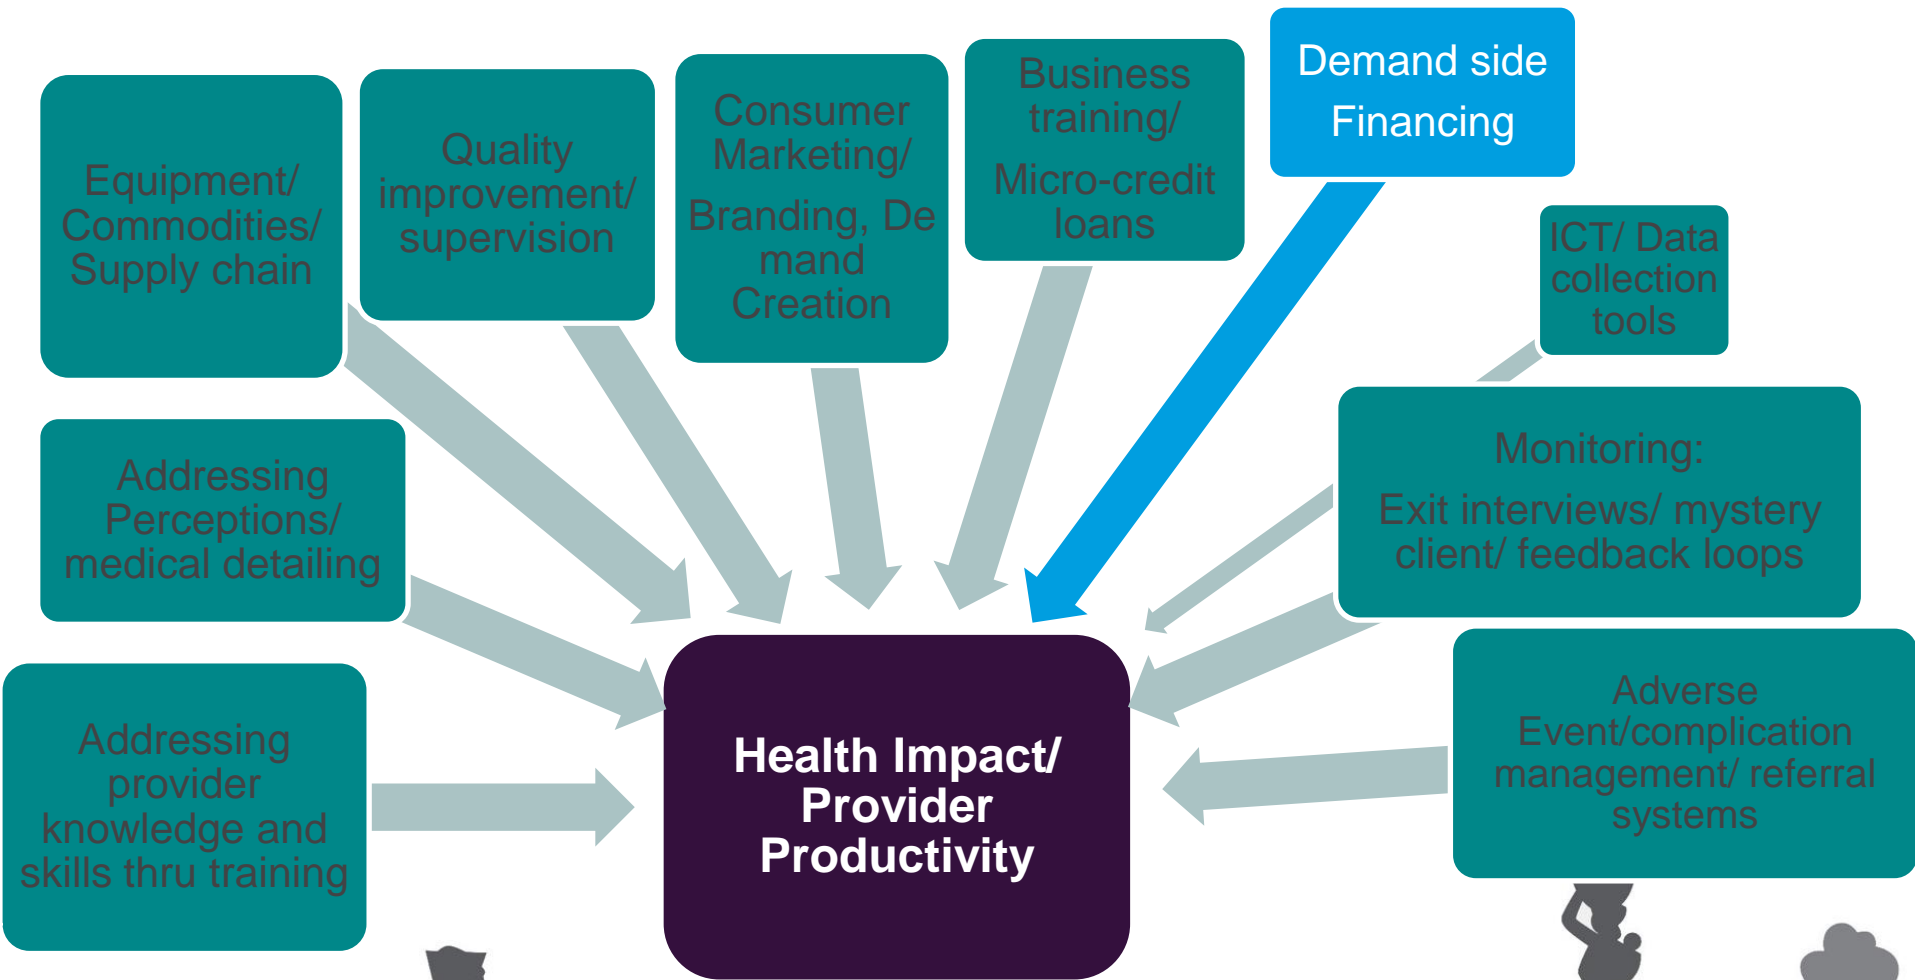 Equipment/
Commodities/
Supply chain
Quality
improvement/
supervision
Consumer
Marketing/
Branding, De
mand
Creation
Business
training/
Micro-credit
loans
Demand side
Financing
ICT/ Data
collection
tools
Addressing
Perceptions/
medical detailing
Monitoring:
Exit interviews/ mystery
client/ feedback loops
Addressing
provider
knowledge and
skills thru training
Health Impact/
Provider
Productivity
Adverse
Event/complication
management/ referral
systems